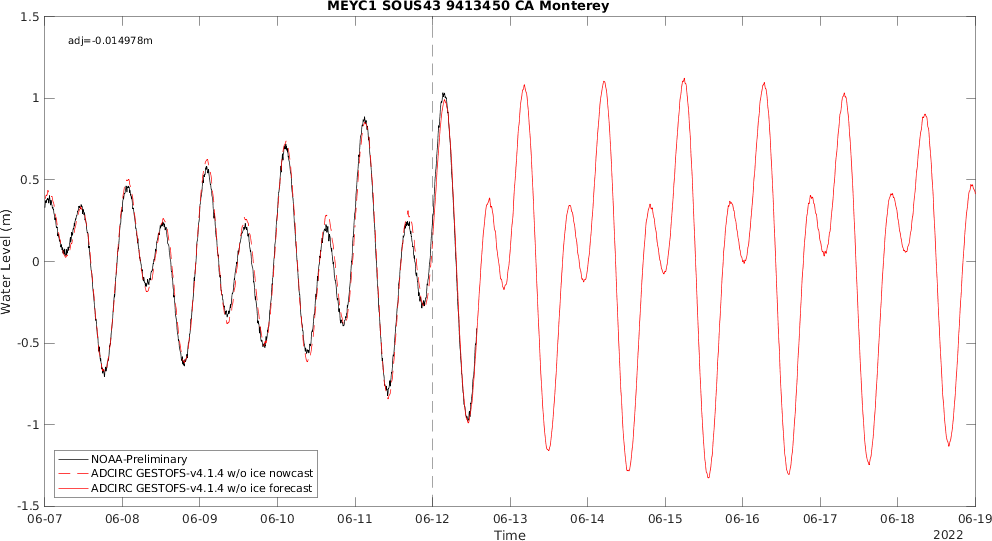 MEYC1 SOUS43 9413450 CA Monterey
adj=-0.014978m
1.5
1
0.5
0
-0.5
-1
-1.5
Water Level (m)
NOAA-Preliminary
ADCIRC GESTOFS-v4.1.4 w/o ice nowcast
ADCIRC GESTOFS-v4.1.4 w/o ice forecast
06-07 06-08 06-09 06-10 06-11 06-12 06-13 06-14 06-15 06-16 06-17 06-18 06-19
Time
2022